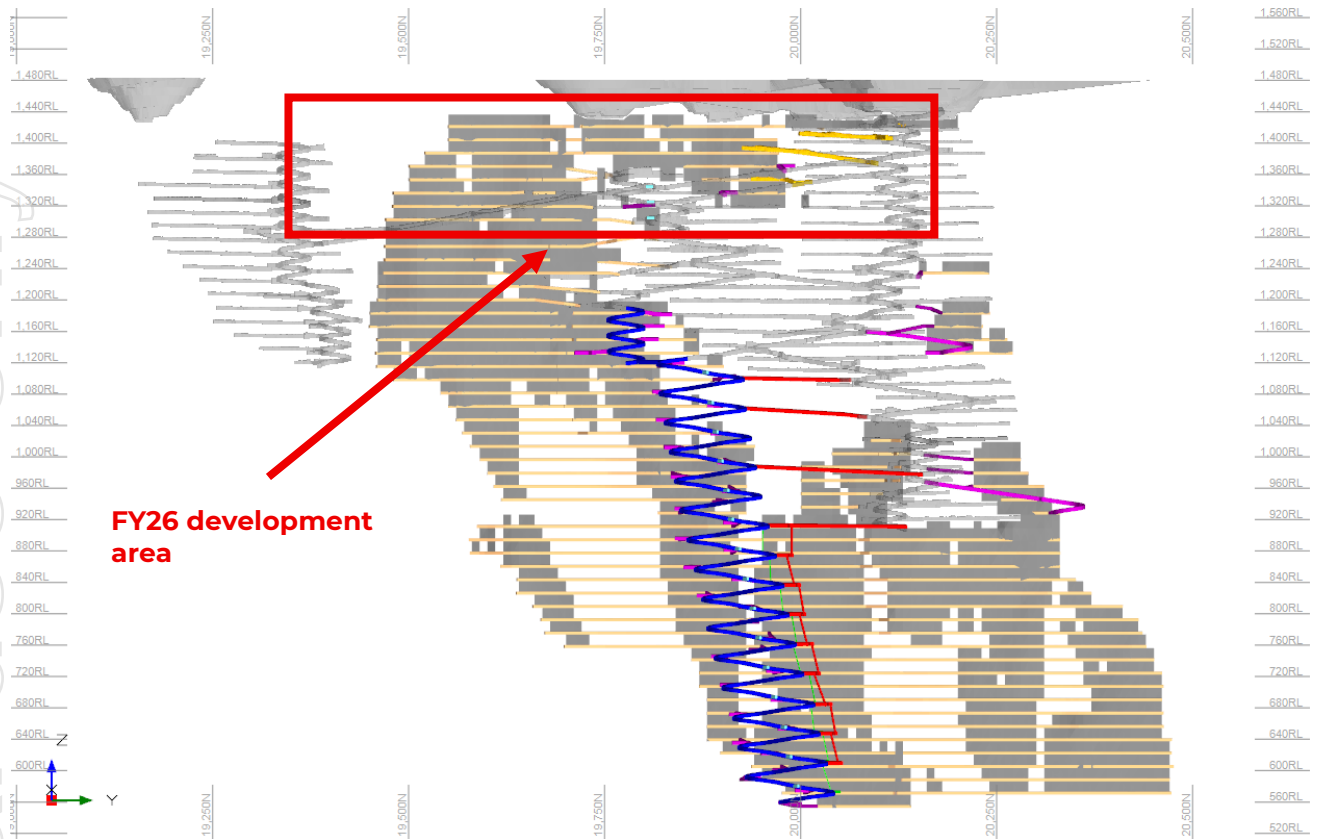 19,250N
19,500N
19,750N
20,000N
20,250N
20,500N
1,560RL
1,520RL
1,480RL 1,480RL
1,440RL 1,440RL
1,400RL 1,400RL
1,360RL 1,360RL
1,320RL 1,320RL
1,280RL 1,280RL
1,240RL 1,240RL
1,200RL 1,200RL
1,160RL 1,160RL
1,120RL 1,120RL
1,080RL 1,080RL
1,040RL 1,040RL
1,000RL 1,000RL
960RL 960RL
920RL 920RL
FY26 development
area
880RL 880RL
840RL 840RL
800RL 800RL
760RL 760RL
720RL 720RL
680RL 680RL
640RL 640RL
Z
600RL 600RL
X
Y
560RL
520RL
19,250N
19,500N
19,750N
20,500N
20,250N